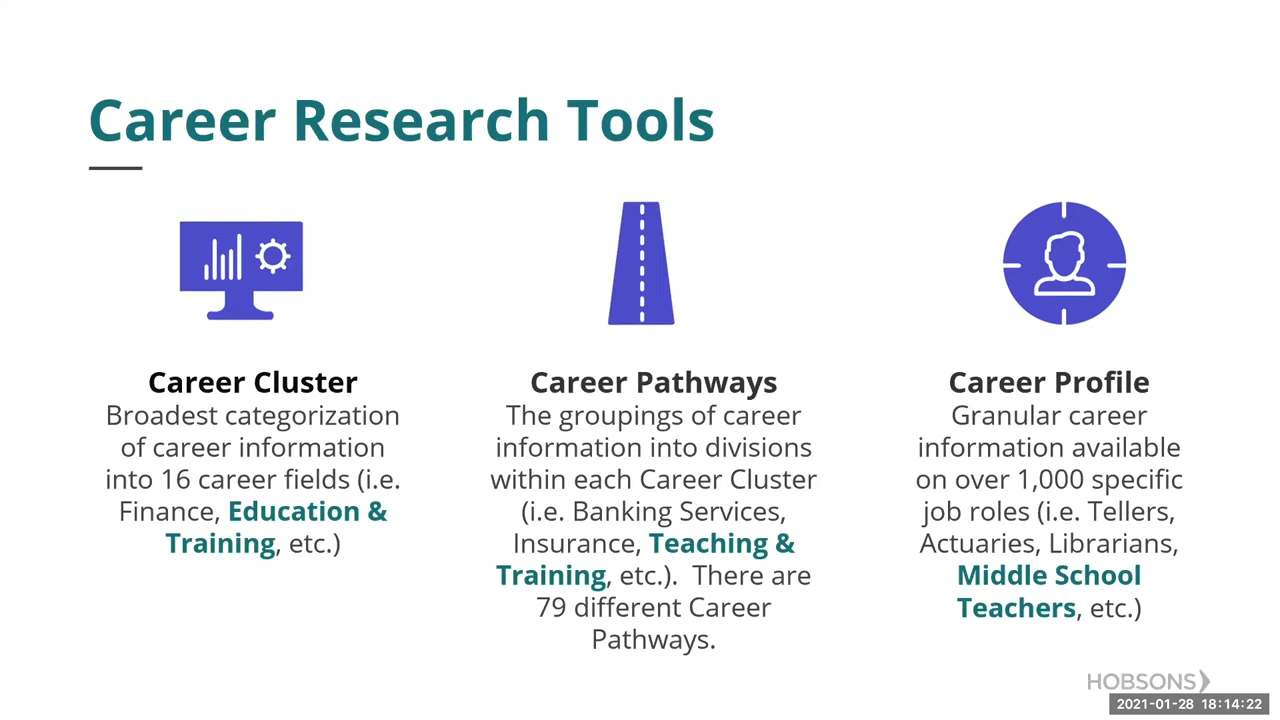 Career Research Tools
Career Cluster
Broadest categorization
of career information
into 16 career fields (i.e.
Finance, Education &
Training, etc.)
Career Pathways
The groupings of career
information into divisions
within each Career Cluster
(i.e. Banking Services,
Insurance, Teaching &
Training, etc.).  There are
79 different Career
Pathways.
Career Profile
Granular career
information available
on over 1,000 specific
job roles (i.e. Tellers,
Actuaries, Librarians,
Middle School
Teachers, etc.)
HOBSONS
2021-01-28 18:14:22